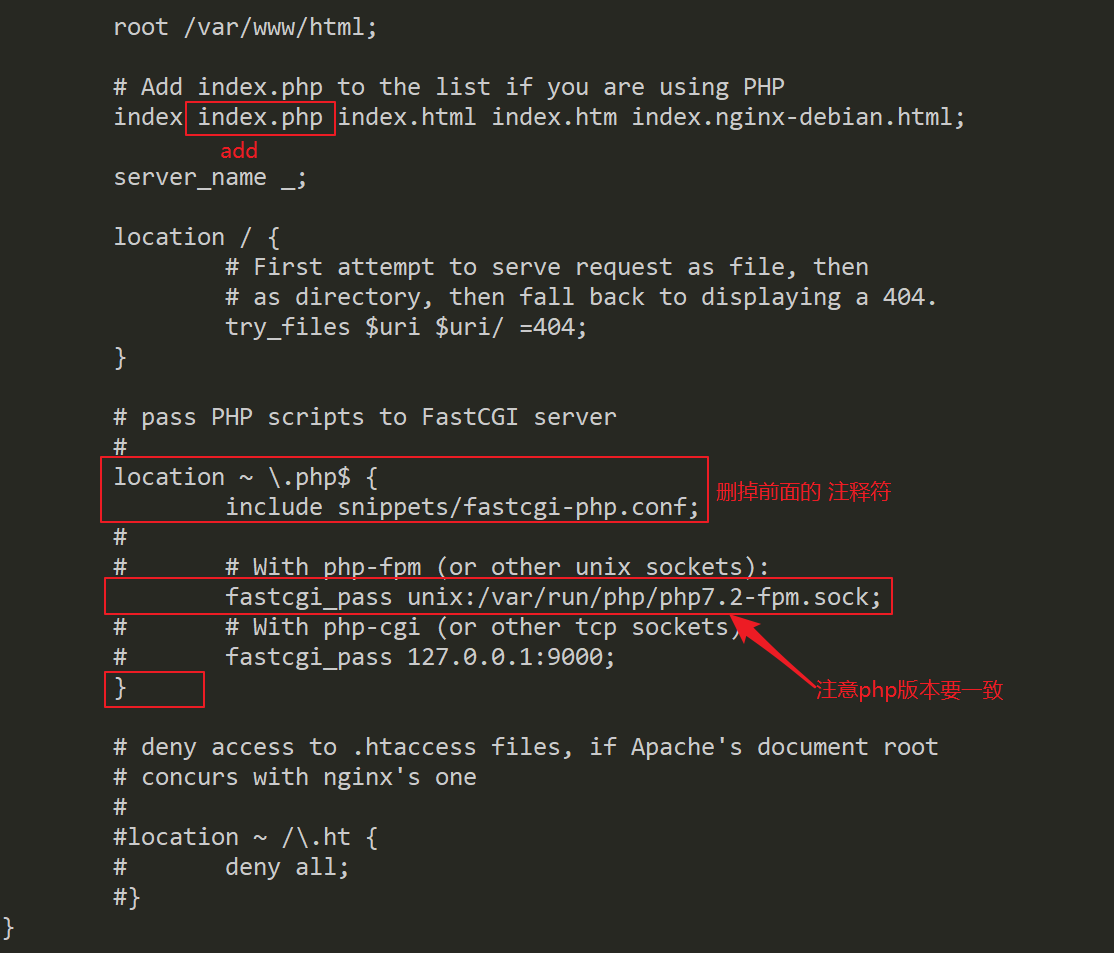 root /var/www/html;
# Add index.php to the list if you are using PHP
index index.php index.html index.htm index.nginx-debian.html;
add
server_name _;
location / {
# First attempt to serve request as file, then
# as directory, then fall back to displaying a 404.
try_files $uri $uri/ =404;
}
# pass PHP scripts to FastCGI server
#
location ~ \.php$ {
删掉前面的 注释符
include snippets/fastcgi-php.conf;
#
# # With php-fpm (or other unix sockets):
fastcgi_pass unix:/var/run/php/php7.2-fpm.sock;
# # With php-cgi (or other tcp sockets)
# fastcgi_pass 127.0.0.1:9000;
}
注意php版本要一致
# deny access to .htaccess files, if Apache's document root
# concurs with nginx's one
#
#location ~ /\.ht {
# deny all;
#}
}